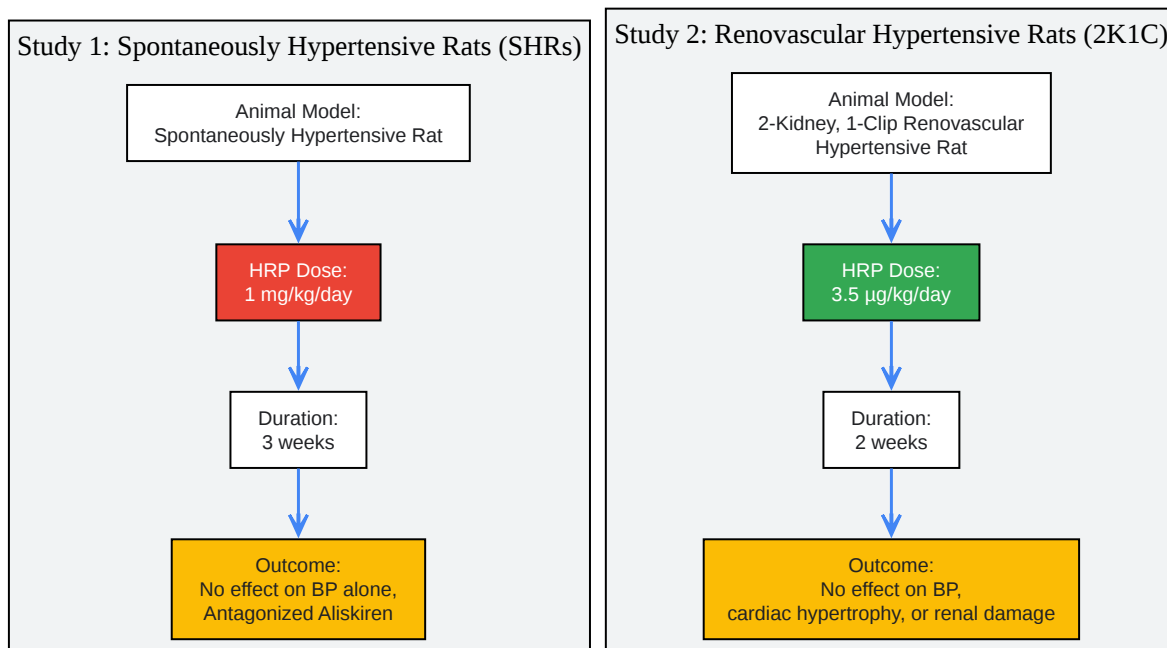 Study 1: Spontaneously Hypertensive Rats (SHRs)
Animal Model:
Spontaneously Hypertensive Rat
HRP Dose:
1 mg/kg/day
Duration:
3 weeks
Outcome:
No effect on BP alone,
Antagonized Aliskiren
Study 2: Renovascular Hypertensive Rats (2K1C)
Animal Model:
2-Kidney, 1-Clip Renovascular
Hypertensive Rat
HRP Dose:
3.5 µg/kg/day
Duration:
2 weeks
Outcome:
No effect on BP,
cardiac hypertrophy, or renal damage